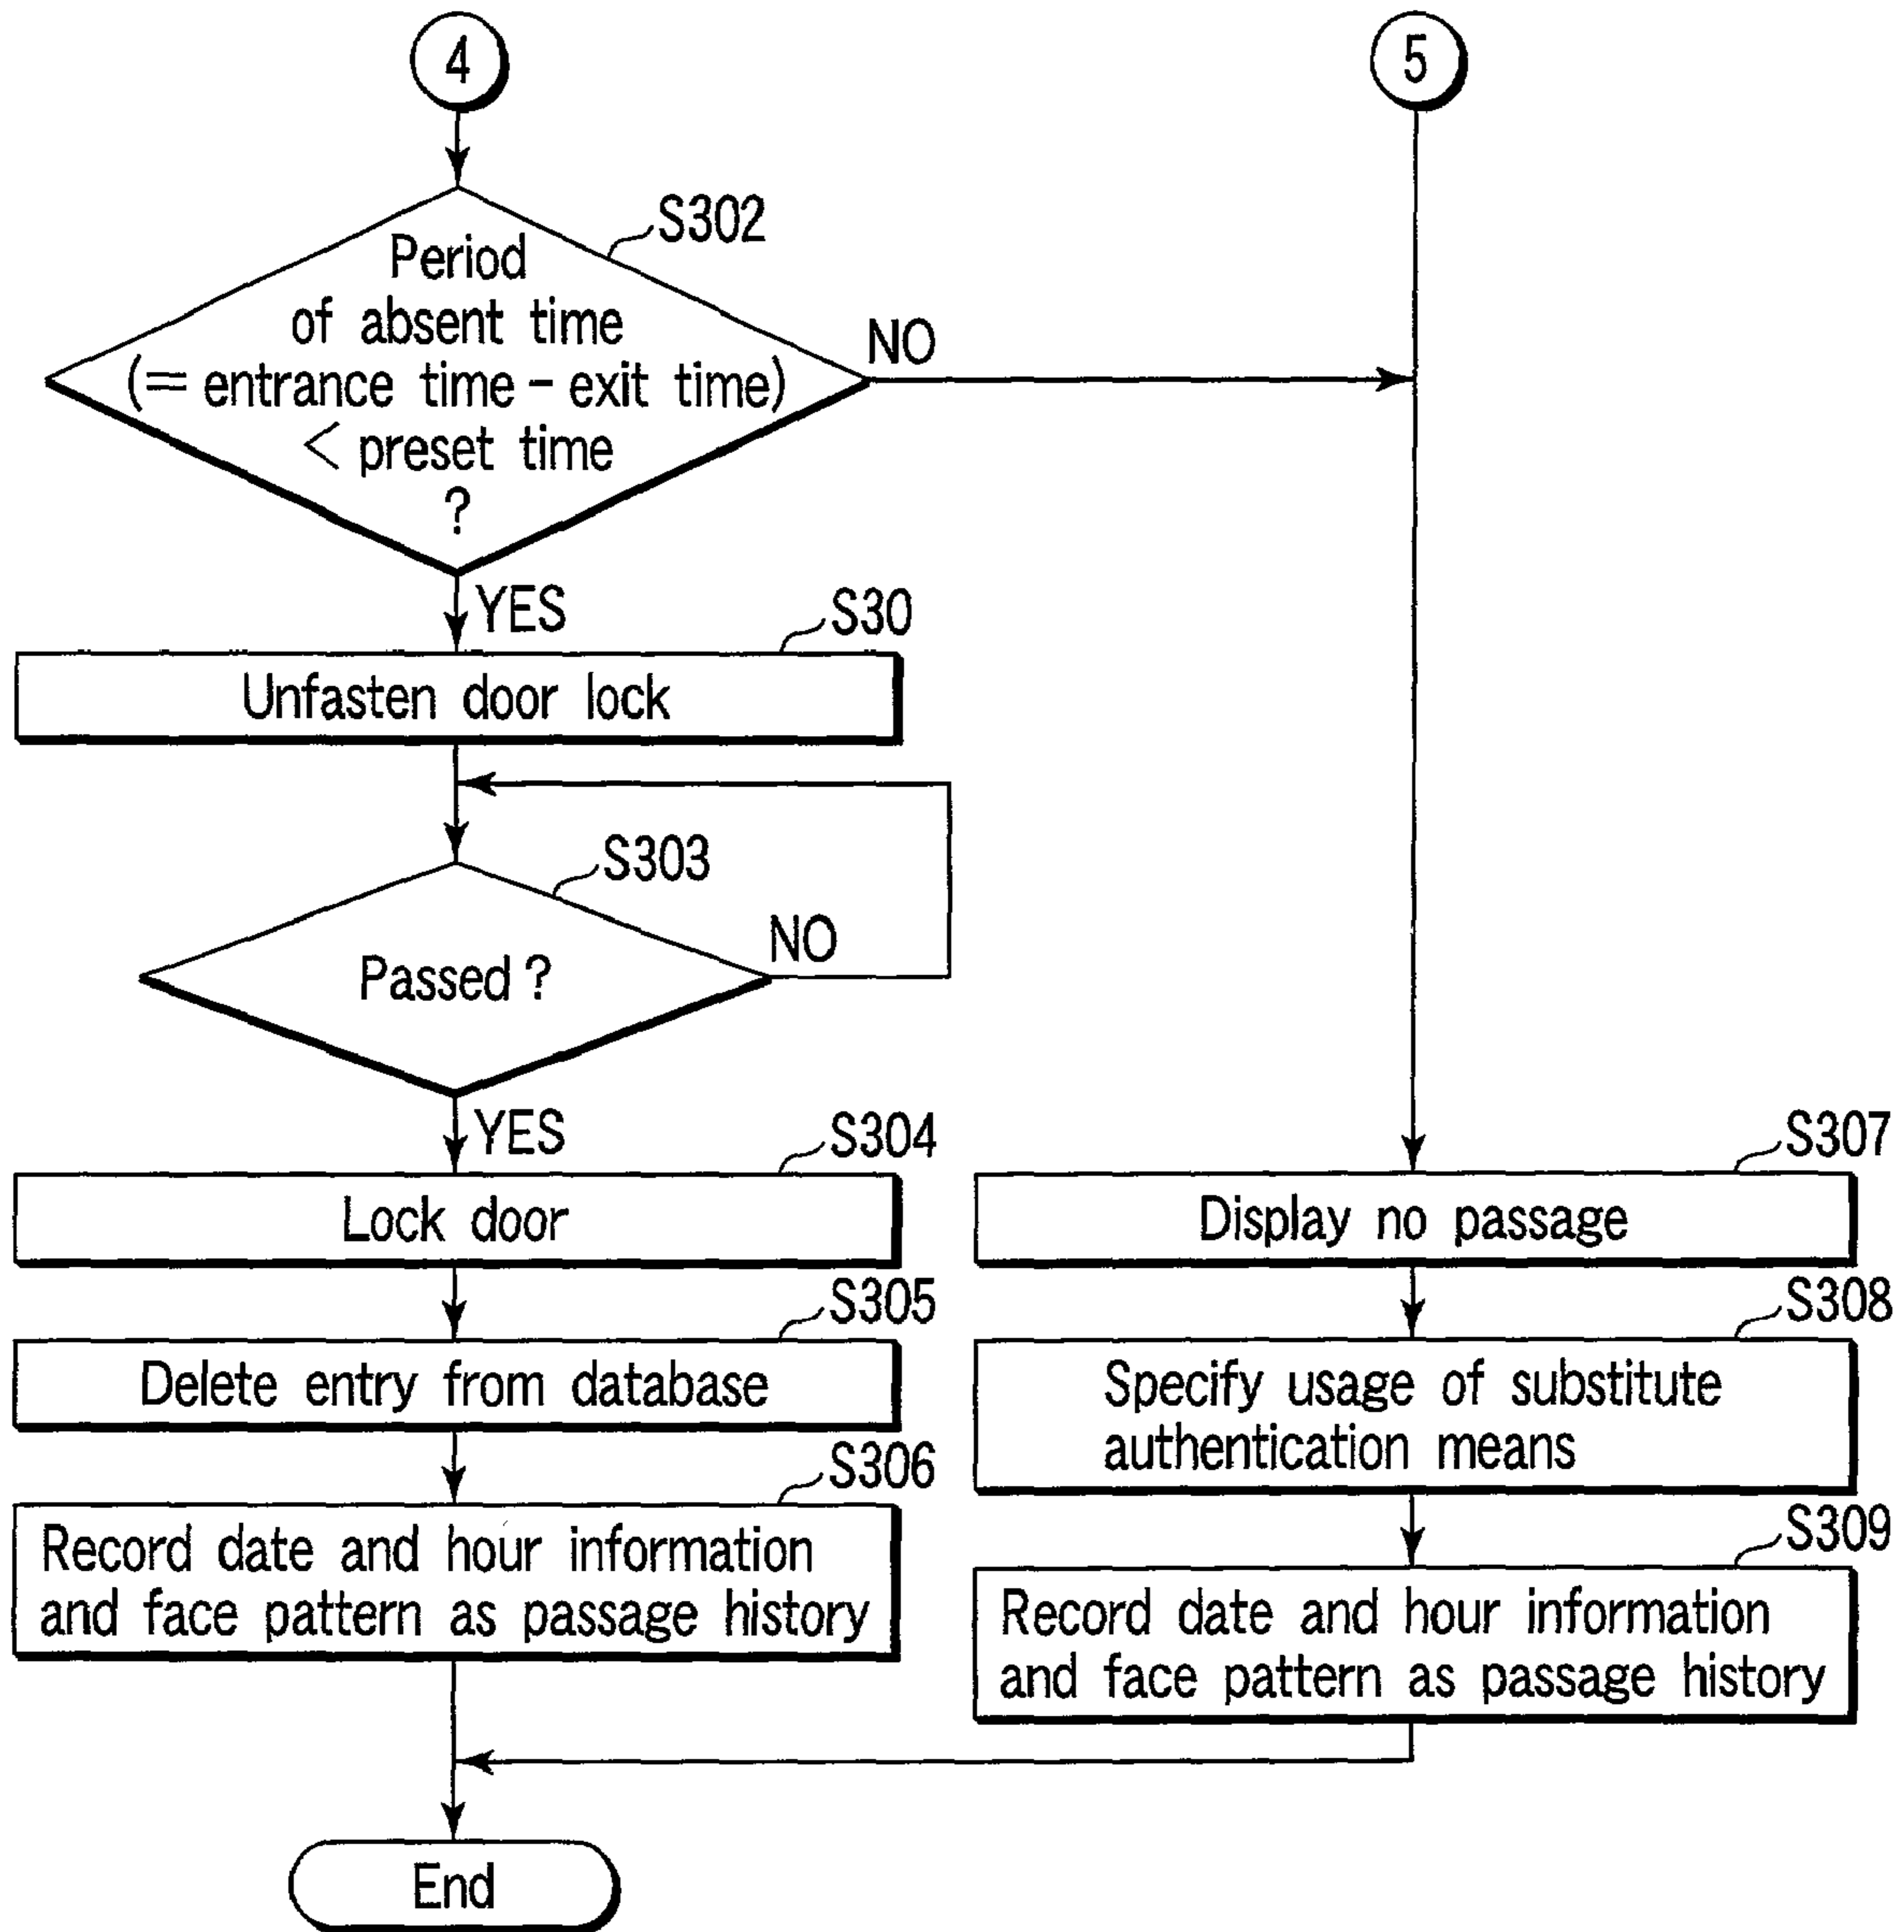 4
5
S302
Period
of absent time
(= entrance time - exit time)
< preset time
?
NO
YES
S30
Unfasten door lock
S303
Passed ?
NO
YES
S304
Lock door
S305
Delete entry from database
S306
Record date and hour information
and face pattern as passage history
S307
Display no passage
S308
Specify usage of substitute
authentication means
S309
Record date and hour information
and face pattern as passage history
End